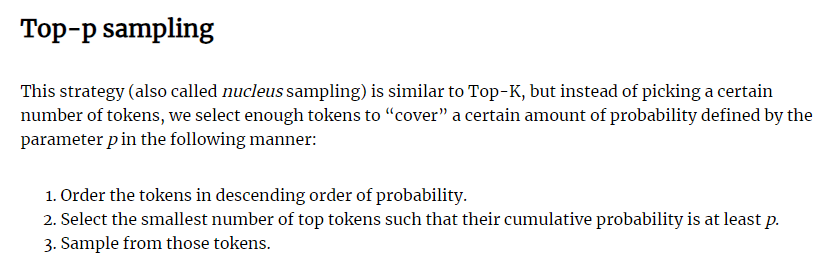 Top-p sampling
This strategy (also called nucleus sampling) is similar to Top-K, but instead of picking a certain
number of tokens, we select enough tokens to “cover” a certain amount of probability defined by the
parameter p in the following manner:
1. Order the tokens in descending order of probability.
2. Select the smallest number of top tokens such that their cumulative probability is at least p.
3. Sample from those tokens.